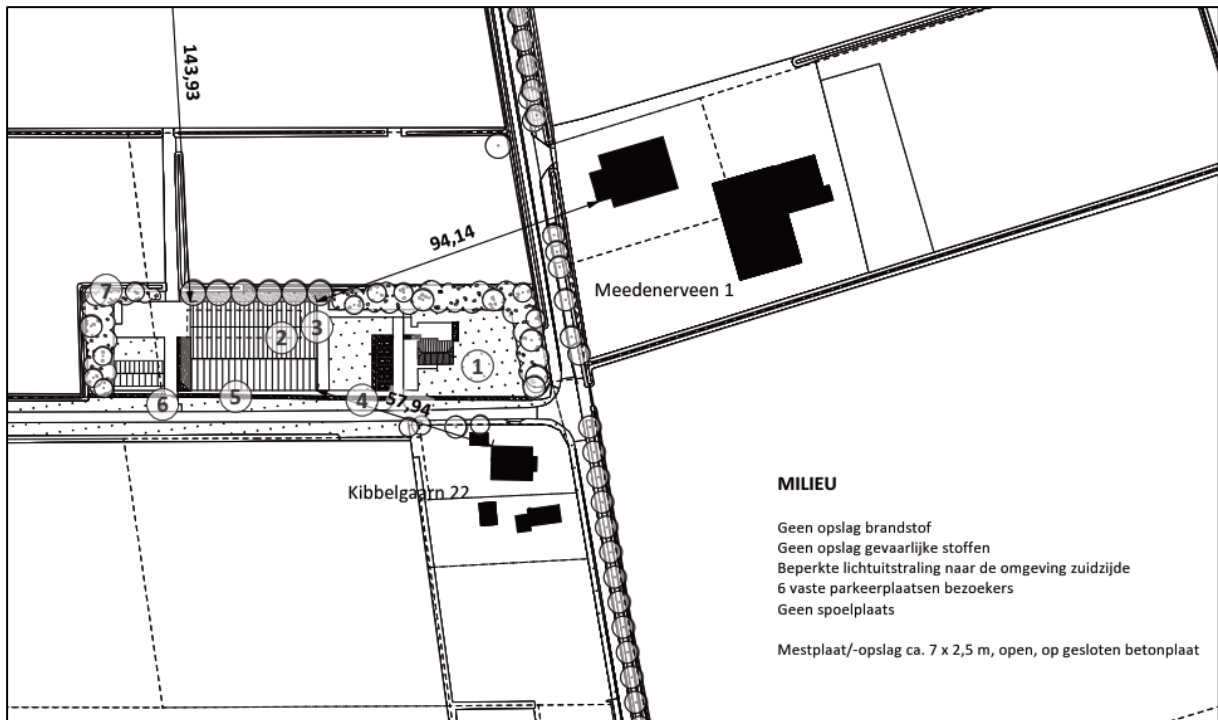 143,93
94,14
7
Meedenerveen 1
3
2
1
6
5
4
57,94
Kibbelgaarn 22
MILIEU
Geen opslag brandstof
Geen opslag gevaarlijke stoffen
Beperkte lichtuitstraling naar de omgeving zuidzijde
6 vaste parkeerplaatsen bezoekers
Geen spoelplaats
Mestplaat/-opslag ca. 7 x 2,5 m, open, op gesloten betonplaat